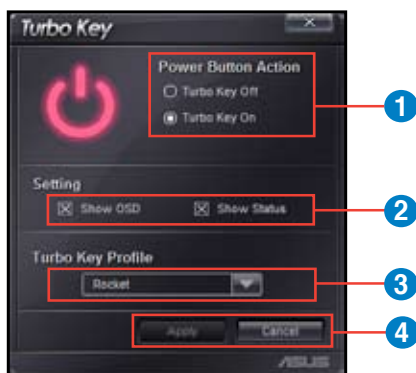 Turbo Key
Power Button Action
Turbo Key Off
1
Turbo Key On
Setting
Show OSD Show Status
2
Turbo Key Profile
Rocket
3
Apply Cancel
4
ASUS